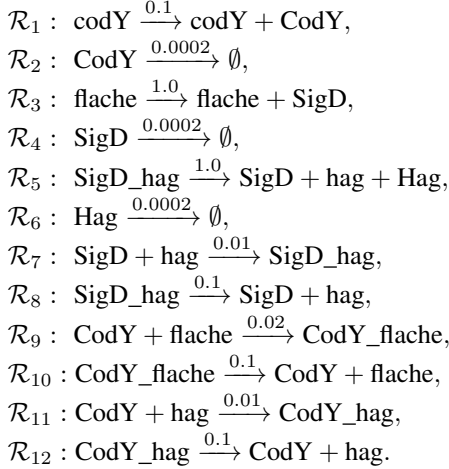 R₁ : codY —0.1→ codY + CodY,
R₂ : CodY —0.0002→ ∅,
R₃ : flache —1.0→ flache + SigD,
R₄ : SigD —0.0002→ ∅,
R₅ : SigD_hag —1.0→ SigD + hag + Hag,
R₆ : Hag —0.0002→ ∅,
R₇ : SigD + hag —0.01→ SigD_hag,
R₈ : SigD_hag —0.1→ SigD + hag,
R₉ : CodY + flache —0.02→ CodY_flache,
R₁₀ : CodY_flache —0.1→ CodY + flache,
R₁₁ : CodY + hag —0.01→ CodY_hag,
R₁₂ : CodY_hag —0.1→ CodY + hag.